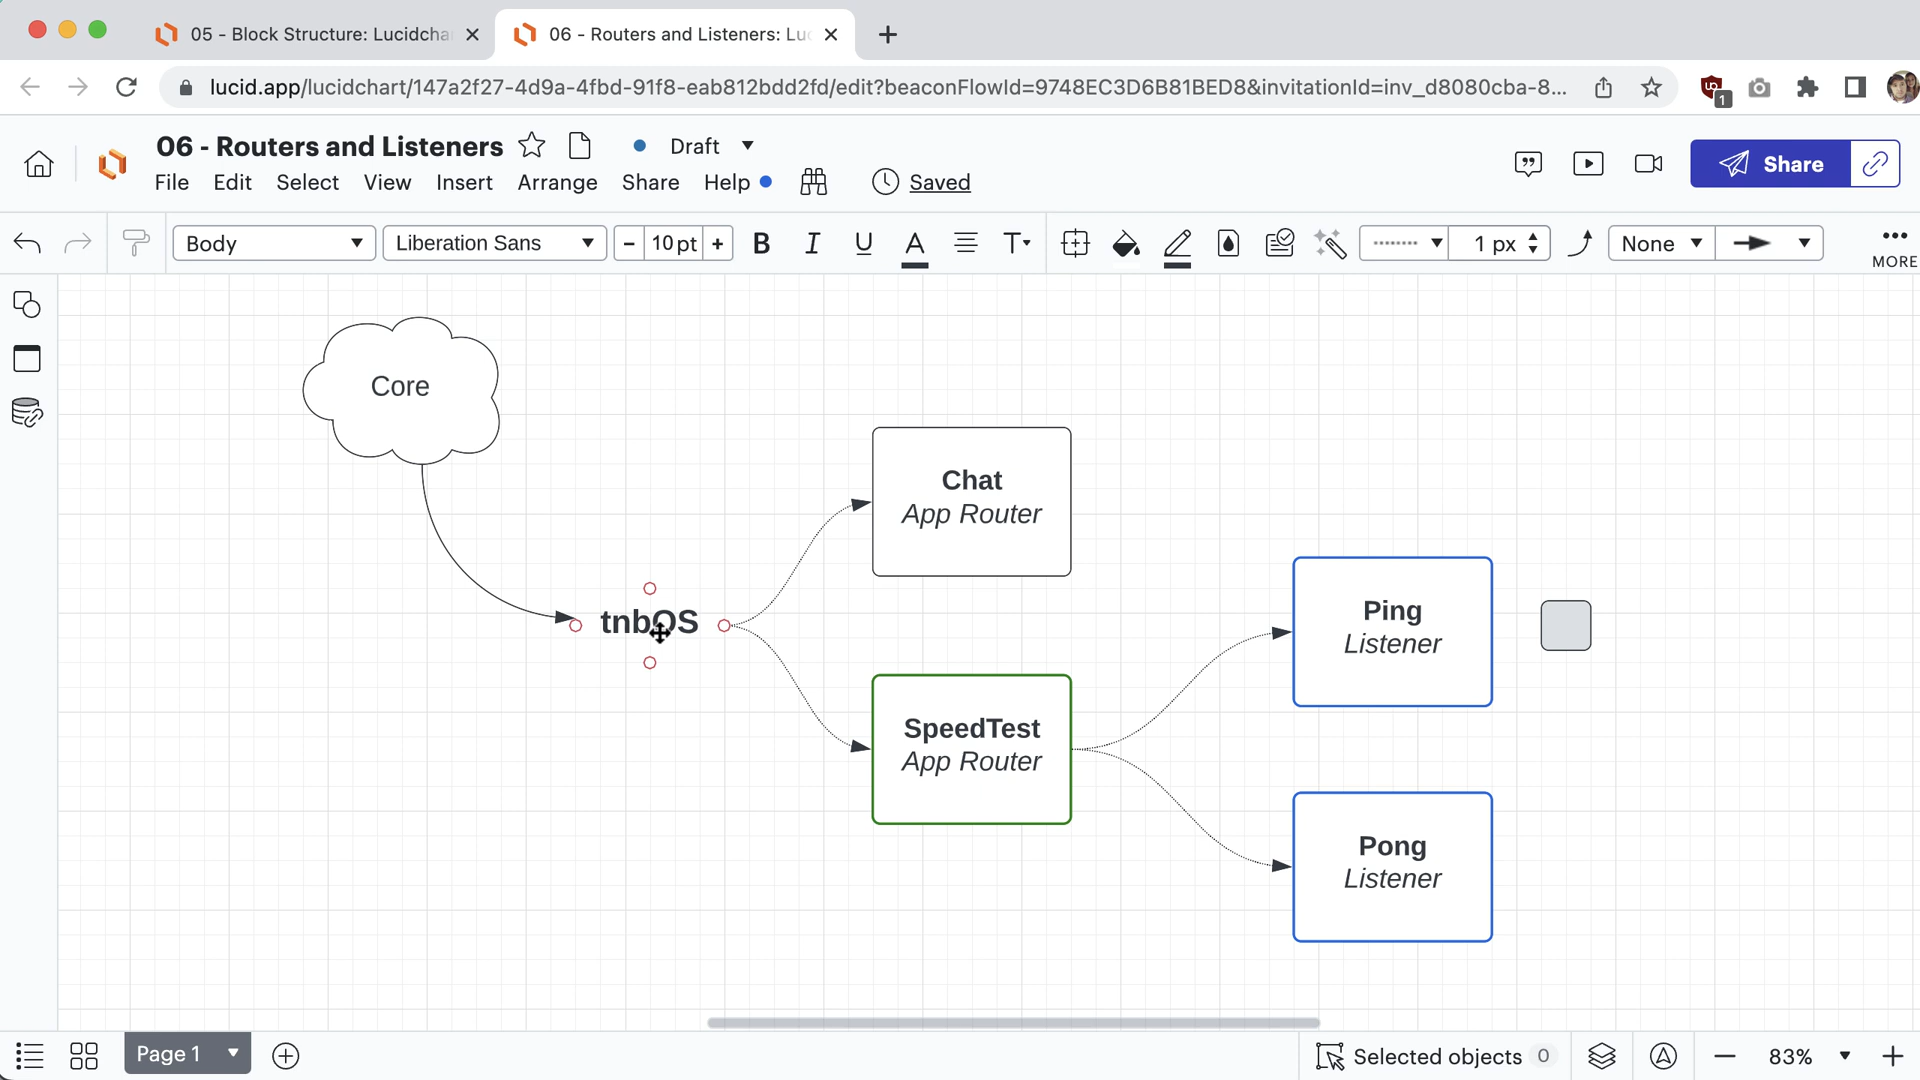 05 - Block Structure: Lucidcha
06 - Routers and Listeners: Luc
lucid.app/lucidchart/147a2f27-4d9a-4fbd-91f8-eab812bdd2fd/edit?beaconFlowId=9748EC3D6B81BED8&invitationId=inv_d8080cba-8...
1
06 - Routers and Listeners
Draft
File Edit Select View Insert Arrange Share Help
Saved
Share
Body
Liberation Sans
- 10 pt +
B I U A T
1 px
None
MORE
Core
Chat
App Router
tnbOS
Ping
Listener
SpeedTest
App Router
Pong
Listener
Page 1
Selected objects 0
83%